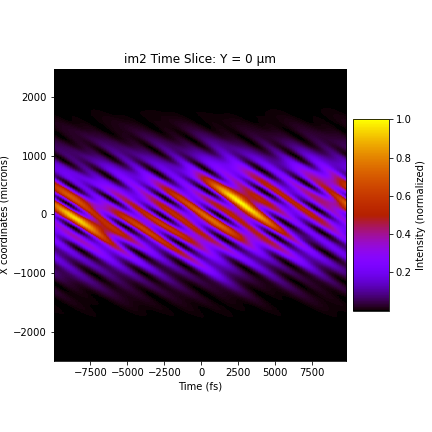 im2 Time Slice: Y = 0 μm
X coordinates (microns)
2000
1000
0
−1000
−2000
−7500 −5000 −2500 0 2500 5000 7500
Time (fs)
1.0
0.8
0.6
0.4
0.2
Intensity (normalized)